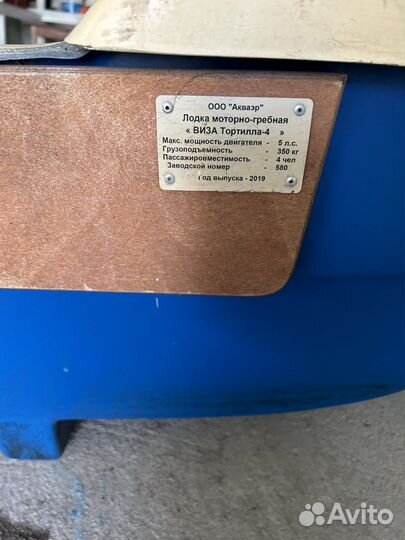 ООО "Акваэр"
Лодка моторно-гребная
« ВИЗА Тортилла-4 »
Макс. мощность двигателя - 5 л.с.
Грузоподъемность - 350 кг
Пассажировместимость - 4 чел
Заводской номер - 580
Год выпуска - 2019
Avito